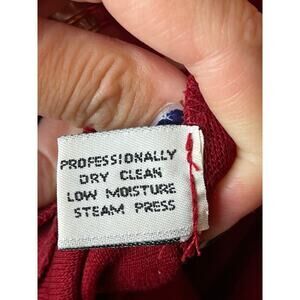 PROFESSIONALLY
DRY CLEAN
LOW MOISTURE
STEAM PRESS